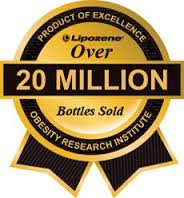 PRODUCT OF EXCELLENCE
Lipozene®
Over
20 MILLION
Bottles Sold
OBESITY RESEARCH INSTITUTE